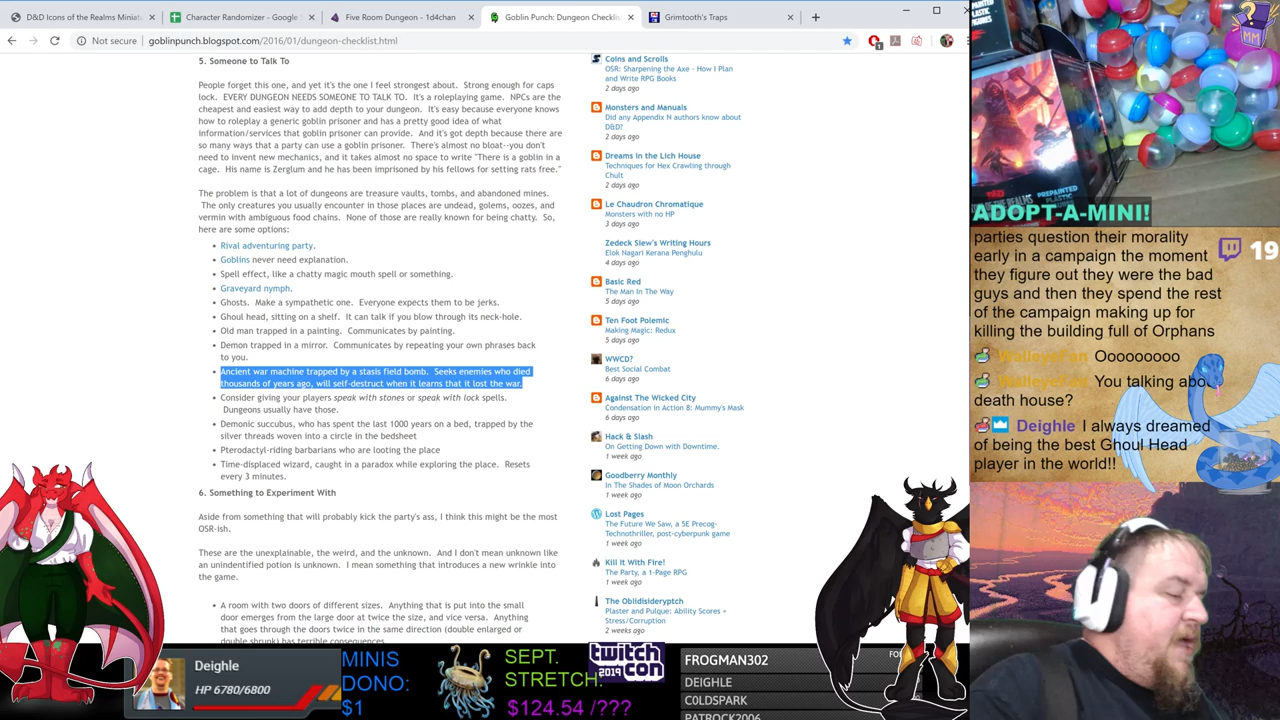 D&D Icons of the Realms Miniat
Character Randomizer - Google
Five Room Dungeon - 1d4chan
Goblin Punch: Dungeon Checklis
Grimtooth's Traps
Not secure
goblinpunch.blogspot.com/2016/01/dungeon-checklist.html
5. Someone to Talk To
People forget this one, and yet it's the one I feel strongest about. Strong enough for caps
lock. EVERY DUNGEON NEEDS SOMEONE TO TALK TO. It's a roleplaying game. NPCs are the
cheapest and easiest way to add depth to your dungeon. It's easy because everyone knows
how to roleplay a generic goblin prisoner and has a pretty good idea of what
information/services that goblin prisoner can provide. And it's got depth because there are
so many ways that a party can use a goblin prisoner. There's almost no bloat--you don't
need to invent new mechanics, and it takes almost no space to write "There is a goblin in a
cage. His name is Zerglum and he has been imprisoned by his fellows for setting rats free."
The problem is that a lot of dungeons are treasure vaults, tombs, and abandoned mines.
The only creatures you usually encounter in those places are undead, golems, oozes, and
vermin with ambiguous food chains. None of those are really known for being chatty. So,
here are some options:
Rival adventuring party.
Goblins never need explanation.
Spell effect, like a chatty magic mouth spell or something.
Graveyard nymph.
Ghosts. Make a sympathetic one. Everyone expects them to be jerks.
Ghoul head, sitting on a shelf. It can talk if you blow through its neck-hole.
Old man trapped in a painting. Communicates by painting.
Demon trapped in a mirror. Communicates by repeating your own phrases back
to you.
Ancient war machine trapped by a stasis field bomb. Seeks enemies who died
thousands of years ago, will self-destruct when it learns that it lost the war.
Consider giving your players speak with stones or speak with lock spells.
Dungeons usually have those.
Demonic succubus, who has spent the last 1000 years on a bed, trapped by the
silver threads woven into a circle in the bedsheet
Pterodactyl-riding barbarians who are looting the place
Time-displaced wizard, caught in a paradox while exploring the place. Resets
every 3 minutes.
6. Something to Experiment With
Aside from something that will probably kick the party's ass, I think this might be the most
OSR-ish.
These are the unexplainable, the weird, and the unknown. And I don't mean unknown like
an unindentified potion is unknown. I mean something that introduces a new wrinkle into
the game.
A room with two doors of different sizes. Anything that is put into the small
door emerges from the large door at twice the size, and vice versa. Anything
that goes through the doors twice in the same direction (double enlarged or
double shrunk) has terrible consequences
Coins and Scrolls
OSR: Sharpening the Axe - How I Plan
and Write RPG Books
2 days ago
Monsters and Manuals
Did any Appendix N authors know about
D&D?
2 days ago
Dreams in the Lich House
Techniques for Hex Crawling through
Chult
2 days ago
Le Chaudron Chromatique
Monsters with no HP
3 days ago
Zedeck Siew's Writing Hours
Elok Nagari Kerana Penghulu
4 days ago
Basic Red
The Man In The Way
5 days ago
Ten Foot Polemic
Making Magic: Redux
5 days ago
WWCD?
Best Social Combat
6 days ago
Against The Wicked City
Condensation in Action 8: Mummy's Mask
6 days ago
Hack & Slash
On Getting Down with Downtime.
1 week ago
Goodberry Monthly
In The Shades of Moon Orchards
1 week ago
Lost Pages
The Future We Saw, a 5E Precog-
Technothriller, post-cyberpunk game
1 week ago
Kill It With Fire!
The Party, a 1-Page RPG
1 week ago
The Oblidisideryptch
Plaster and Pulque: Ability Scores +
Stress/Corruption
2 weeks ago
MM
PREPAINTED
ADOPT-A-MINI!
19
parties question their morality
early in a campaign the moment
they figure out they were the bad
guys and then they spend the rest
of the campaign making up for
killing the building full of Orphans
WalleyeFan Ooooooooo
WalleyeFan You talking abo
death house?
Deighle I always dreamed
of being the best Ghoul Head
player in the world!!
Deighle
HP 6780/6800
MINIS
DONO:
$1
SEPT.
STRETCH:
$124.54 /???
twitch
con
2019
FROGMAN302
FO
DEIGHLE
C0LDSPARK
PATROCK2006